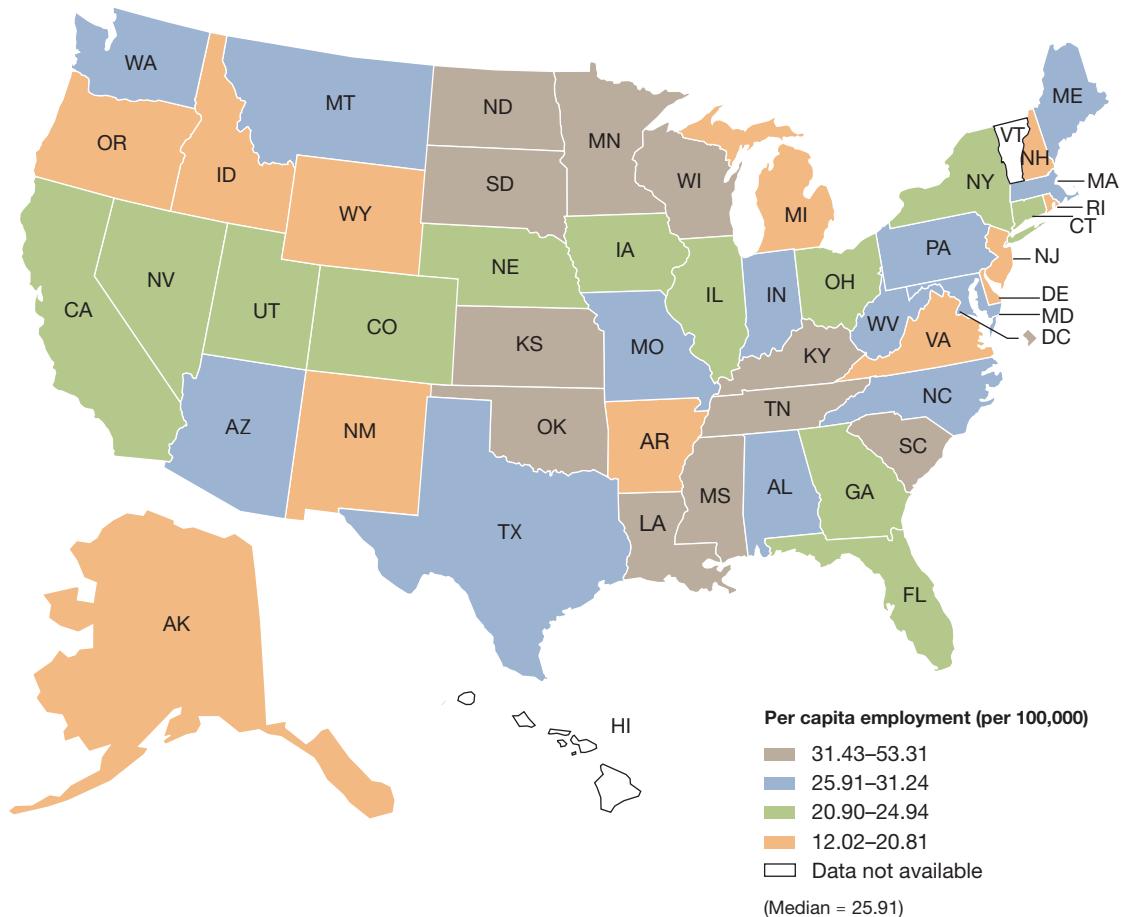 WA
MT
ND
MN
ME
OR
ID
SD
WI
VT
NH
NY
MA
RI
CT
WY
MI
NE
IA
PA
NJ
NV
UT
CO
IL
IN
OH
DE
MD
DC
CA
KS
MO
WV
VA
KY
AZ
NM
OK
AR
TN
NC
SC
TX
LA
MS
AL
GA
FL
AK
HI
Per capita employment (per 100,000)
31.43–53.31
25.91–31.24
20.90–24.94
12.02–20.81
Data not available
(Median = 25.91)